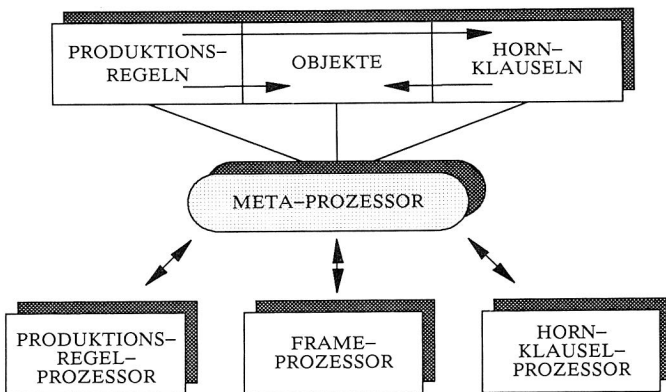 PRODUKTIONS–
REGELN
OBJEKTE
HORN–
KLAUSELN
META–PROZESSOR
PRODUKTIONS–
REGEL–
PROZESSOR
FRAME–
PROZESSOR
HORN–
KLAUSEL–
PROZESSOR